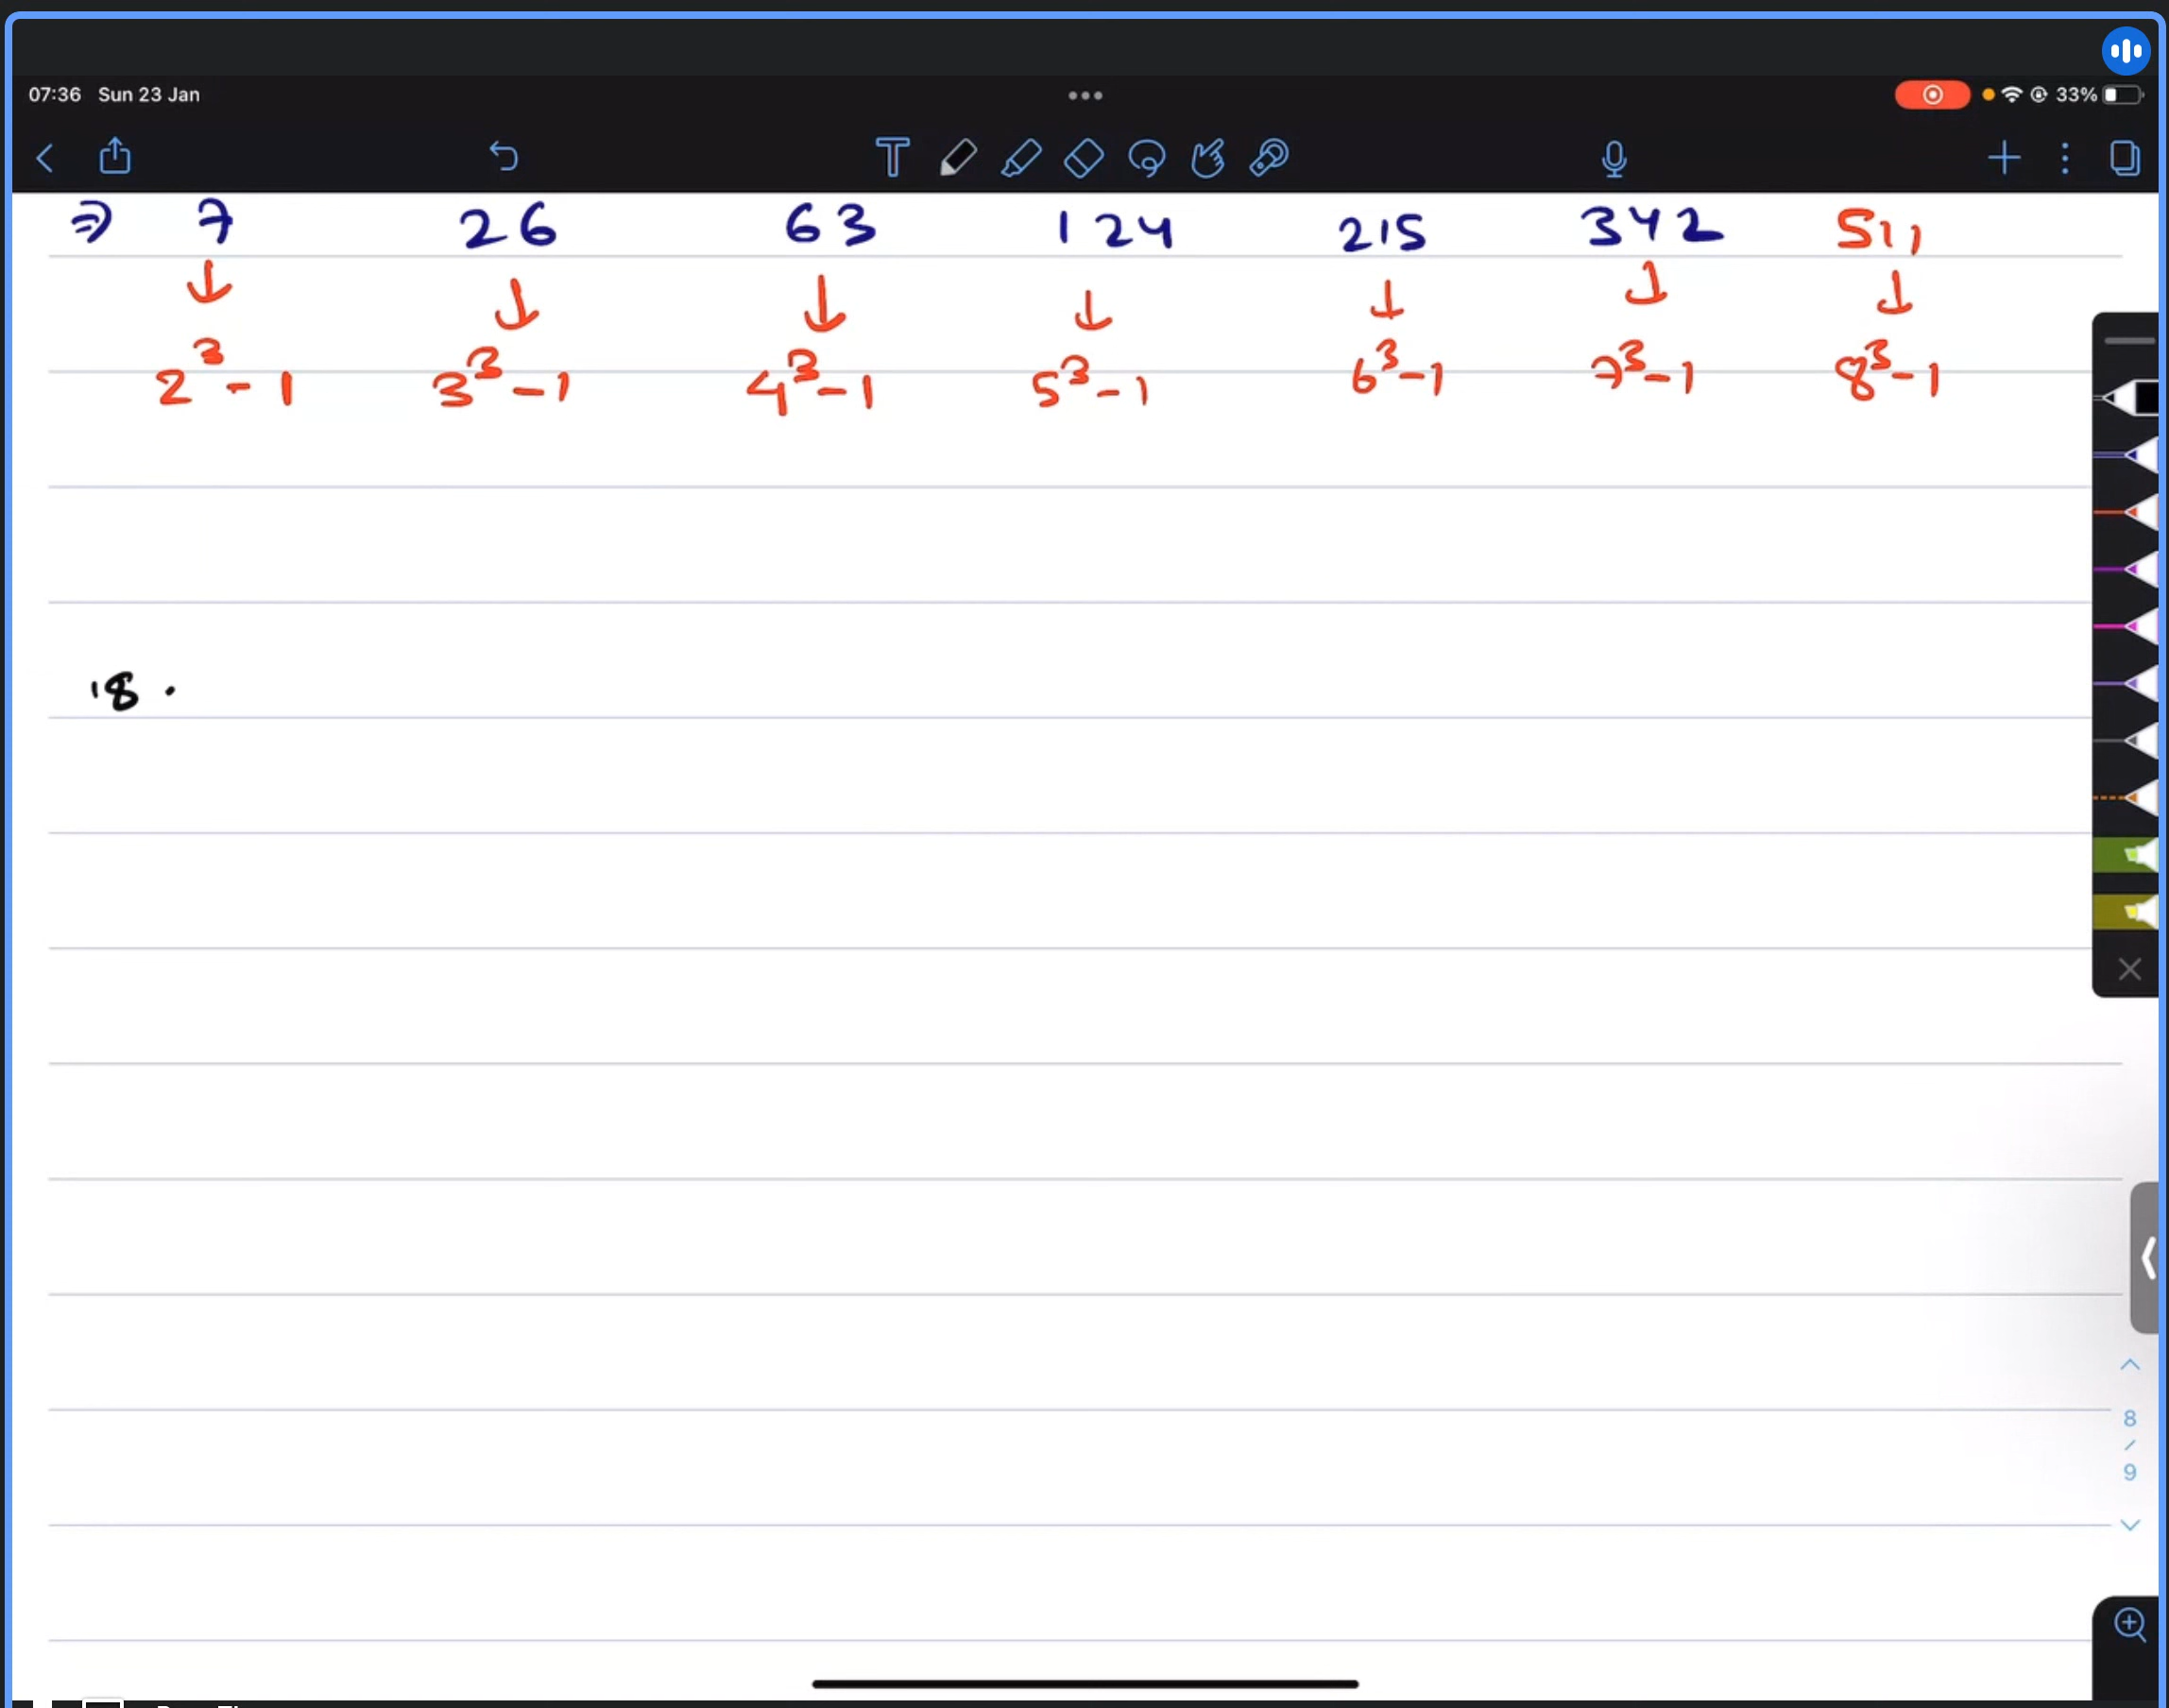 07:36 Sun 23 Jan
33%
T
⇒ 7 26 63 124 215 342 511
↓ ↓ ↓ ↓ ↓ ↓ ↓
2³-1 3³-1 4³-1 5³-1 6³-1 7³-1 8³-1
18.
8
/
9